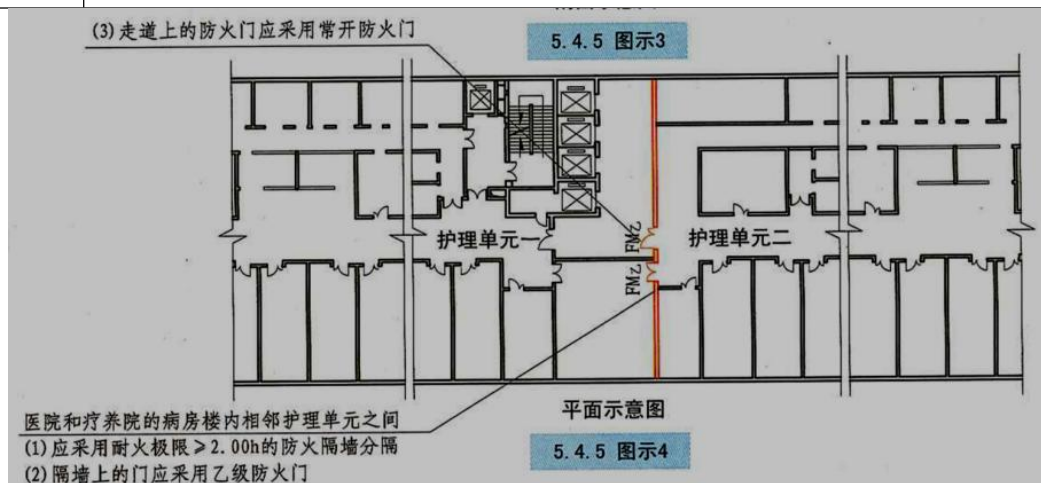 (3)走道上的防火门应采用常开防火门
5.4.5 图示3
护理单元一
FM乙
护理单元二
FM乙
平面示意图
医院和疗养院的病房楼内相邻护理单元之间
(1)应采用耐火极限≥2.00h的防火隔墙分隔
5.4.5 图示4
(2)隔墙上的门应采用乙级防火门